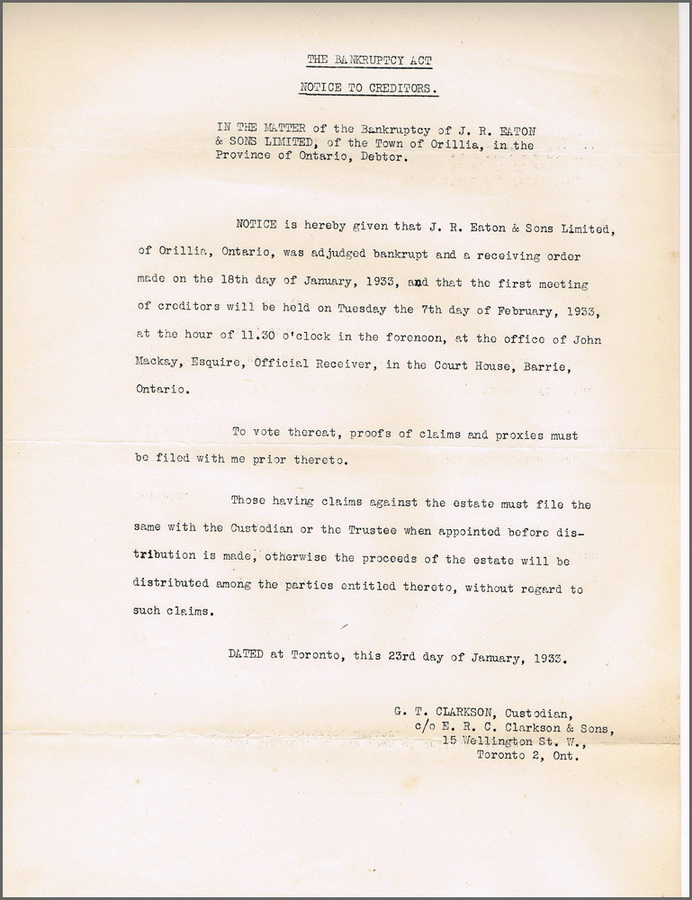 THE BANKRUPTCY ACT
NOTICE TO CREDITORS.
IN THE MATTER of the Bankruptcy of J. R. EATON
& SONS LIMITED, of the Town of Orillia, in the
Province of Ontario, Debtor.
NOTICE is hereby given that J. R. Eaton & Sons Limited,
of Orillia, Ontario, was adjudged bankrupt and a receiving order
made on the 18th day of January, 1933, and that the first meeting
of creditors will be held on Tuesday the 7th day of February, 1933,
at the hour of 11.30 o'clock in the forenoon, at the office of John
Mackay, Esquire, Official Receiver, in the Court House, Barrie,
Ontario.
To vote thereat, proofs of claims and proxies must
be filed with me prior thereto.
Those having claims against the estate must file the
same with the Custodian or the Trustee when appointed before dis-
tribution is made, otherwise the proceeds of the estate will be
distributed among the parties entitled thereto, without regard to
such claims.
DATED at Toronto, this 23rd day of January, 1933.
G. T. CLARKSON, Custodian,
c/o E. R. C. Clarkson & Sons,
15 Wellington St. W.,
Toronto 2, Ont.